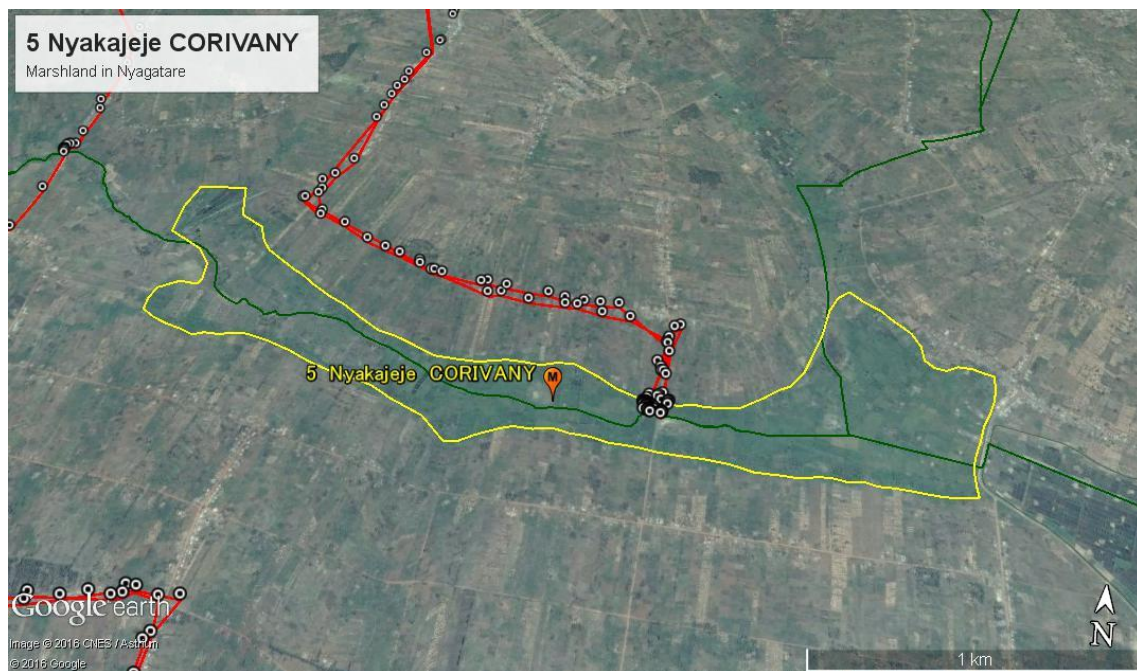 5 Nyakajeje CORIVANY
Marshland in Nyagatare
5 Nyakajeje CORIVANY
M
Google earth
Image © 2016 CNES / Astrium
© 2016 Google
N
1 km